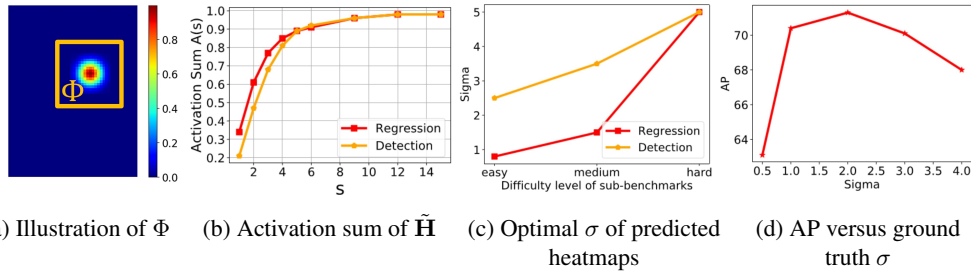 0.8
0.6
0.4
0.2
0.0
Φ
Activation Sum A(s)
1.0
0.9
0.8
0.7
0.6
0.5
0.4
0.3
0.2
Regression
Detection
2 4 6 8 10 12 14
s
Sigma
5
4
3
2
1
Regression
Detection
easy medium hard
Difficulty level of sub-benchmarks
AP
70
68
66
64
0.5 1.0 1.5 2.0 2.5 3.0 3.5 4.0
Sigma
) Illustration of Φ
(b) Activation sum of H̃
(c) Optimal σ of predicted
heatmaps
(d) AP versus ground
truth σ